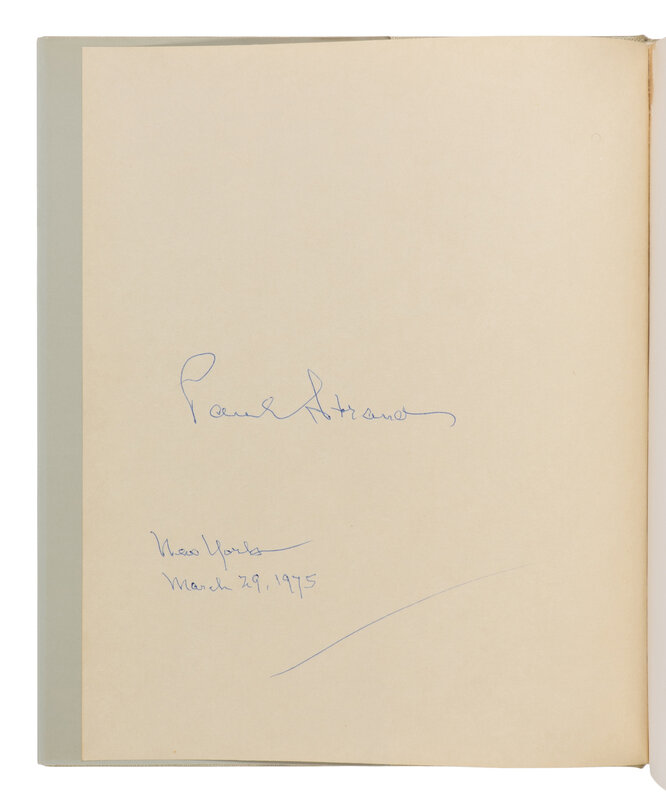 Paul Strand
New York
March 29, 1975